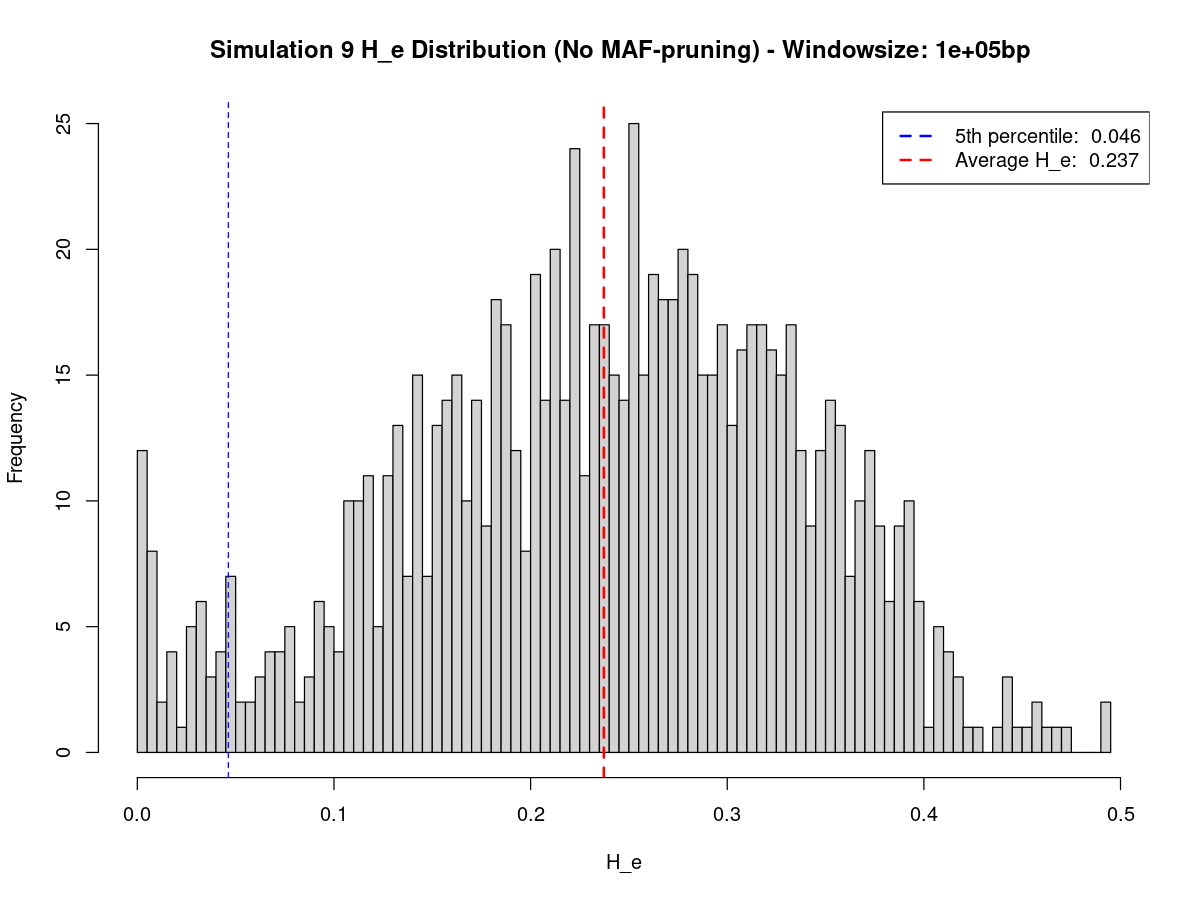 Simulation 9 H_e Distribution (No MAF-pruning) - Windowsize: 1e+05bp
5th percentile: 0.046
Average H_e: 0.237
Frequency
25
20
15
10
5
0
0.0 0.1 0.2 0.3 0.4 0.5
H_e